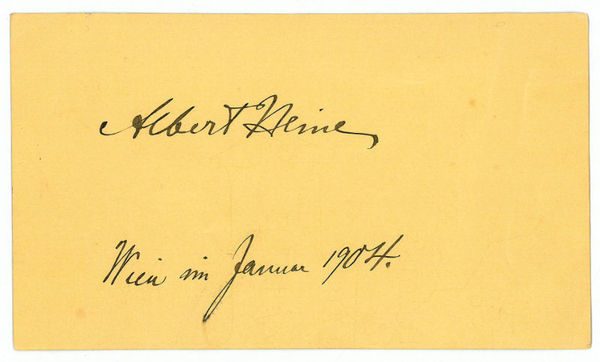 Albert Heine
Wien im Januar 1904.